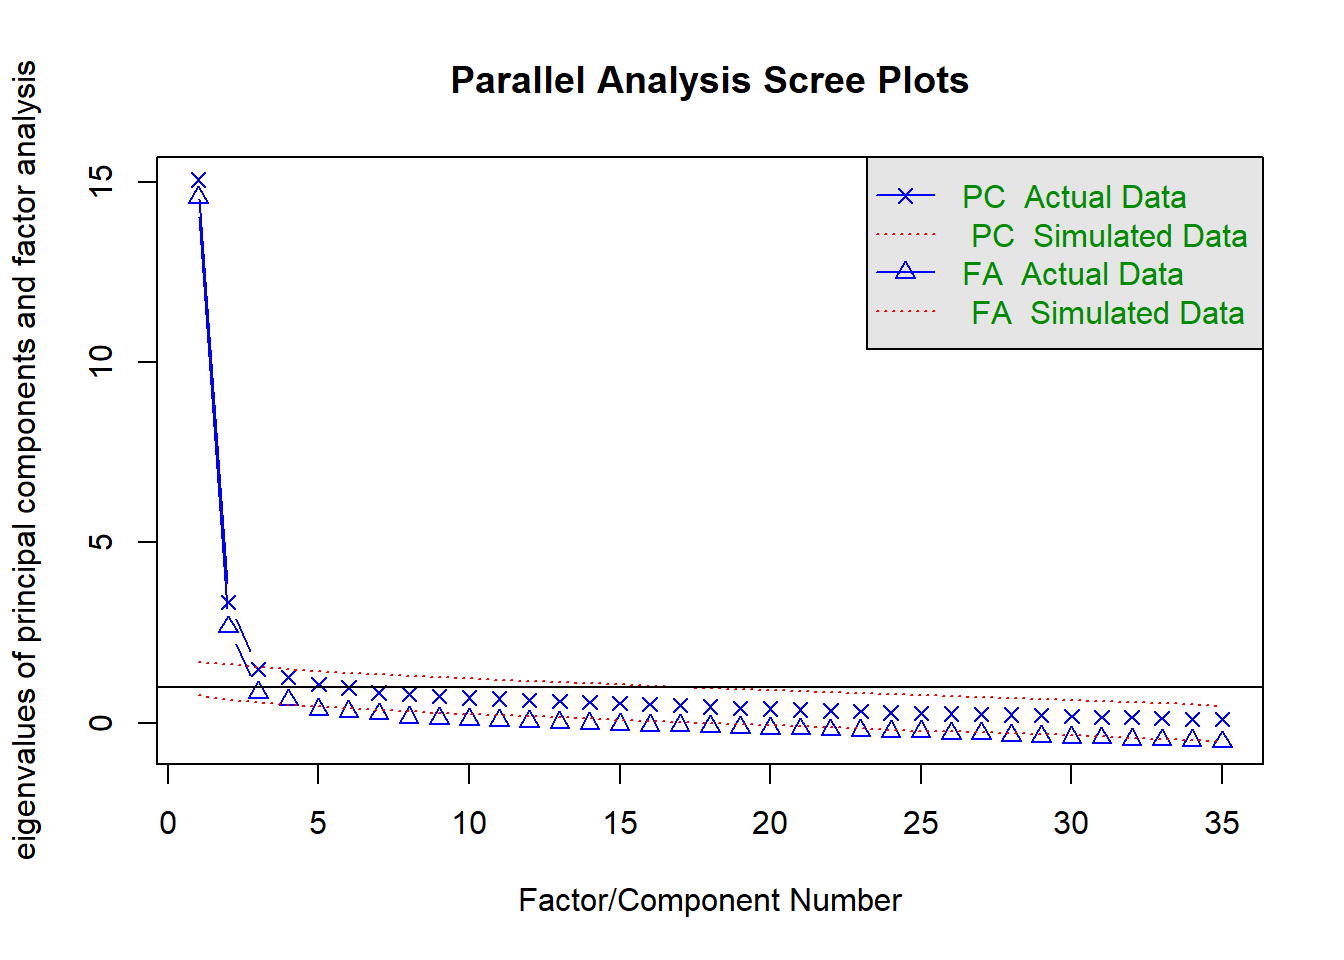 Parallel Analysis Scree Plots
eigenvalues of principal components and factor analysis
15
10
5
0
PC Actual Data
PC Simulated Data
FA Actual Data
FA Simulated Data
0 5 10 15 20 25 30 35
Factor/Component Number